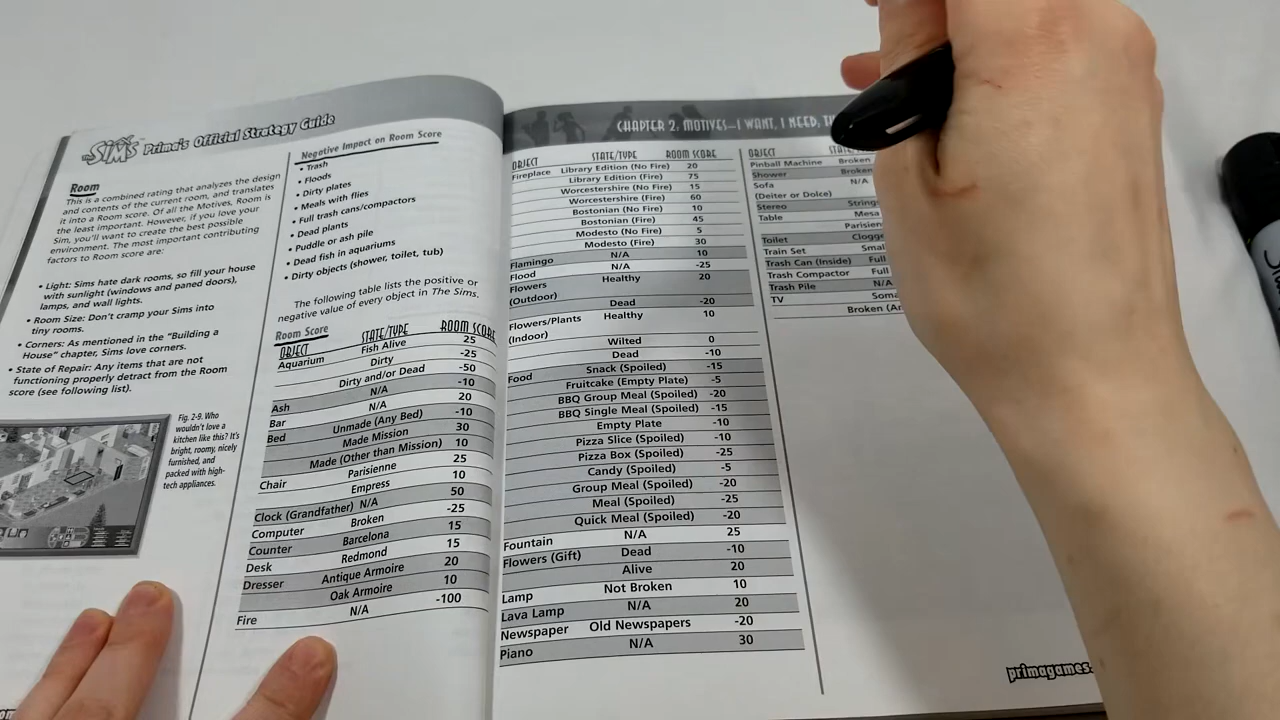 The SIMS Prima's Official Strategy Guide
Room
This is a combined rating that analyzes the design
and contents of the current room, and translates
it into a Room score. Of all the Motives, Room is
the least important. However, if you love your
Sim, you'll want to create the best possible
environment. The most important contributing
factors to Room score are:
• Light: Sims hate dark rooms, so fill your house
with sunlight (windows and paned doors),
lamps, and wall lights.
• Room Size: Don't cramp your Sims into
tiny rooms.
• Corners: As mentioned in the "Building a
House" chapter, Sims love corners.
• State of Repair: Any items that are not
functioning properly detract from the Room
score (see following list).
Fig. 2-9. Who
wouldn't love a
kitchen like this? It's
bright, roomy, nicely
furnished, and
packed with high-
tech appliances.
Negative Impact on Room Score
• Trash
• Floods
• Dirty plates
• Meals with flies
• Full trash cans/compactors
• Dead plants
• Puddle or ash pile
• Dead fish in aquariums
• Dirty objects (shower, toilet, tub)
The following table lists the positive or
negative value of every object in The Sims.
Room Score
OBJECT STATE/TYPE ROOM SCORE
Aquarium Fish Alive 25
Dirty -25
Dirty and/or Dead -50
Ash N/A -10
Bar N/A 20
Bed Unmade (Any Bed) -10
Made Mission 30
Made (Other than Mission) 10
Chair Parisienne 25
Empress 10
Clock (Grandfather) N/A 50
Computer Broken -25
Counter Barcelona 15
Desk Redmond 15
Dresser Antique Armoire 20
Oak Armoire 10
Fire N/A -100
CHAPTER 2: MOTIVES—I WANT, I NEED,
OBJECT STATE/TYPE ROOM SCORE
Fireplace Library Edition (No Fire) 20
Library Edition (Fire) 75
Worcestershire (No Fire) 15
Worcestershire (Fire) 60
Bostonian (No Fire) 10
Bostonian (Fire) 45
Modesto (No Fire) 5
Modesto (Fire) 30
Flamingo N/A 10
Flood N/A -25
Flowers Healthy 20
(Outdoor)
Dead -20
Flowers/Plants Healthy 10
(Indoor)
Wilted 0
Dead -10
Food Snack (Spoiled) -15
Fruitcake (Empty Plate) -5
BBQ Group Meal (Spoiled) -20
BBQ Single Meal (Spoiled) -15
Empty Plate -10
Pizza Slice (Spoiled) -10
Pizza Box (Spoiled) -25
Candy (Spoiled) -5
Group Meal (Spoiled) -20
Meal (Spoiled) -25
Quick Meal (Spoiled) -20
Fountain N/A 25
Flowers (Gift) Dead -10
Alive 20
Lamp Not Broken 10
Lava Lamp N/A 20
Newspaper Old Newspapers -20
Piano N/A 30
OBJECT
Pinball Machine Broken
Shower Broken
Sofa N/A
(Deiter or Dolce)
Stereo
Table Mesa
Toilet
Train Set
Trash Can (Inside) Full
Trash Compactor Full
Trash Pile N/A
TV
Broken
primagames.